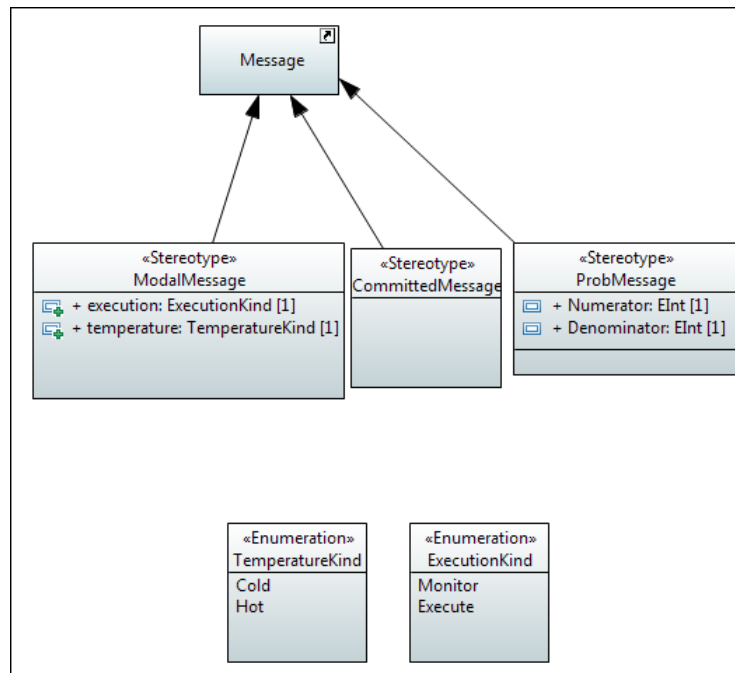 Message
«Stereotype»
ModalMessage
+ execution: ExecutionKind [1]
+ temperature: TemperatureKind [1]
«Stereotype»
CommittedMessage
«Stereotype»
ProbMessage
+ Numerator: EInt [1]
+ Denominator: EInt [1]
«Enumeration»
TemperatureKind
Cold
Hot
«Enumeration»
ExecutionKind
Monitor
Execute